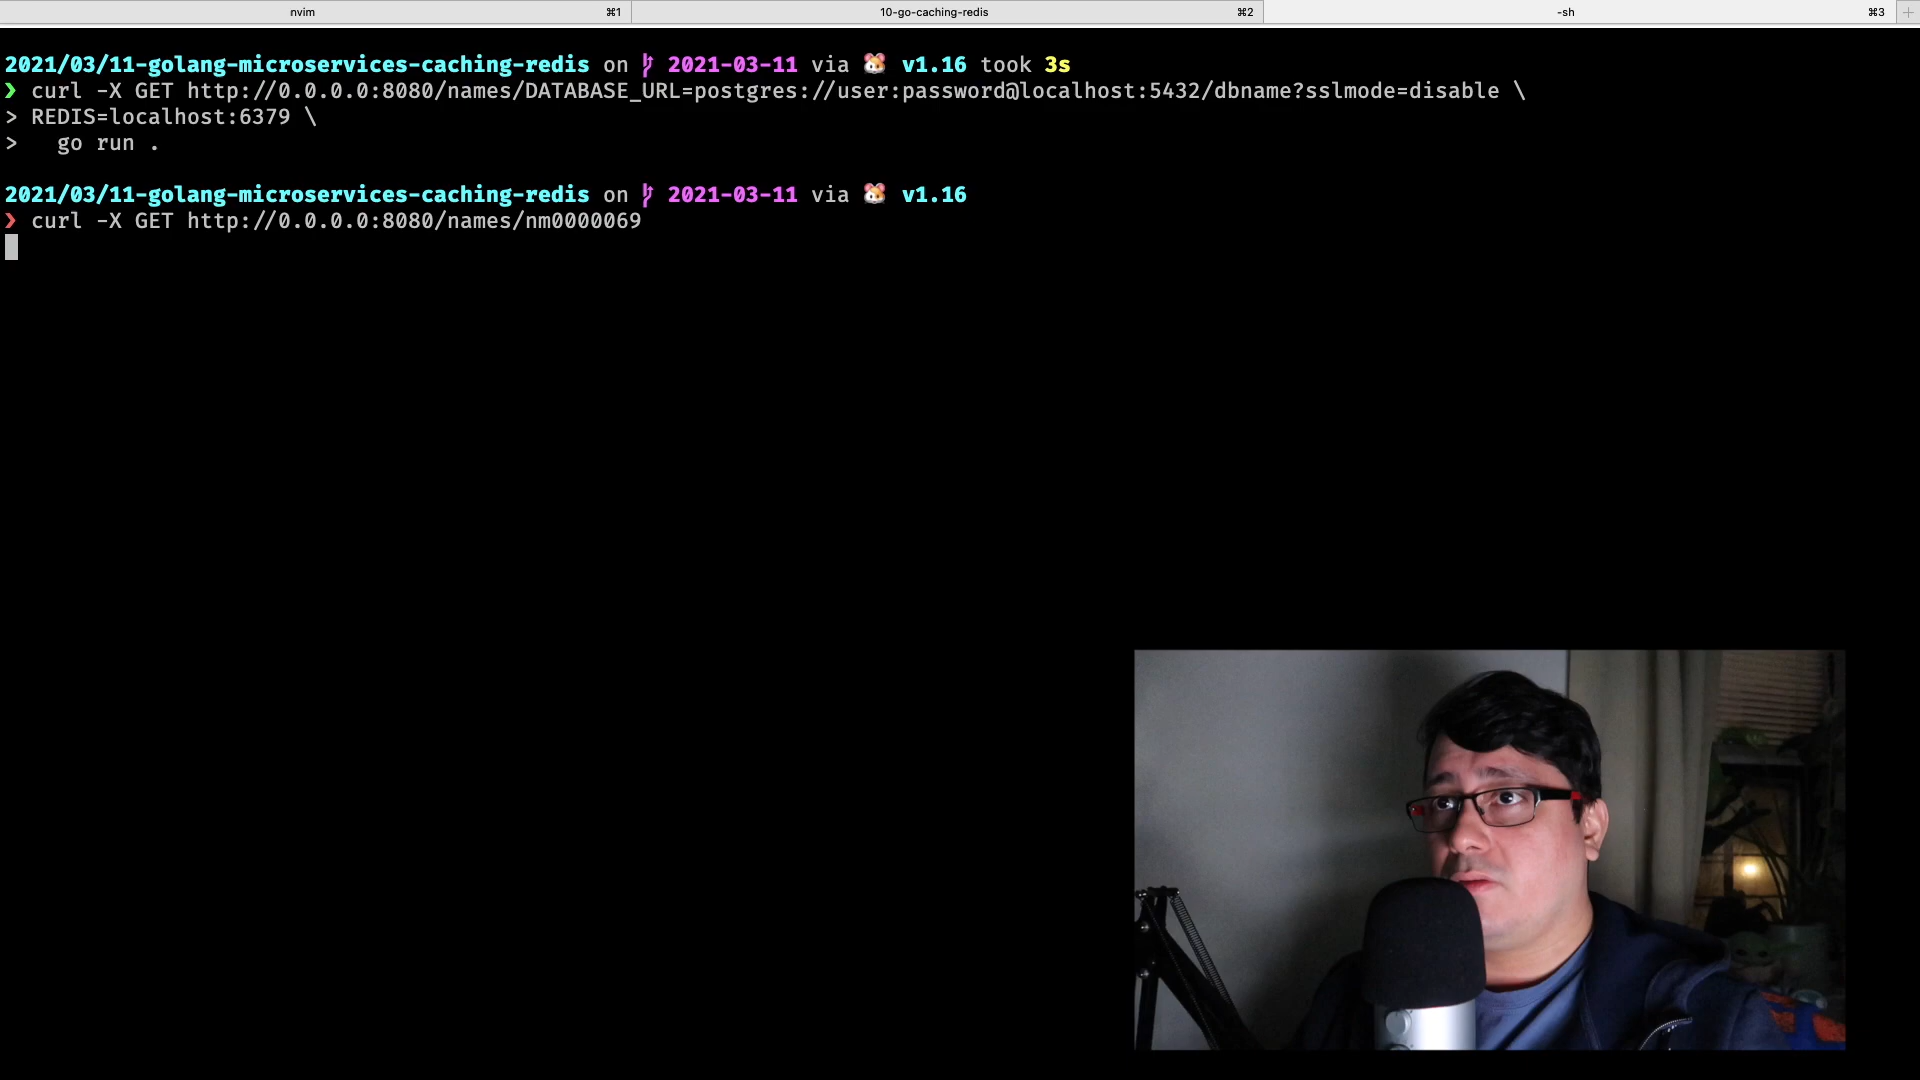 nvim ⌘1 10-go-caching-redis ⌘2 -sh ⌘3 +
2021/03/11-golang-microservices-caching-redis on 2021-03-11 via 🐹 v1.16 took 3s
❯ curl -X GET http://0.0.0.0:8080/names/DATABASE_URL=postgres://user:password@localhost:5432/dbname?sslmode=disable \
> REDIS=localhost:6379 \
>   go run .
2021/03/11-golang-microservices-caching-redis on 2021-03-11 via 🐹 v1.16
❯ curl -X GET http://0.0.0.0:8080/names/nm0000069